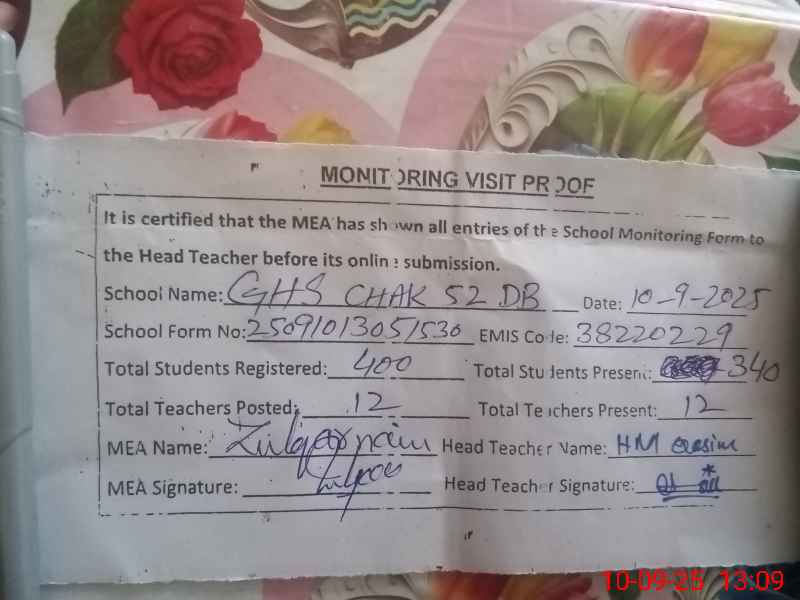 MONITORING VISIT PROOF
It is certified that the MEA has shown all entries of the School Monitoring Form to
the Head Teacher before its online submission.
School Name: GHS CHAK 52 DB Date: 10-9-2025
School Form No: 25091013051530 EMIS Code: 38220229
Total Students Registered: 400 Total Students Present: 340
Total Teachers Posted: 12 Total Teachers Present: 12
MEA Name: Zulqarnain Head Teacher Name: HM
MEA Signature: Head Teacher Signature:
10-09-25 13:09